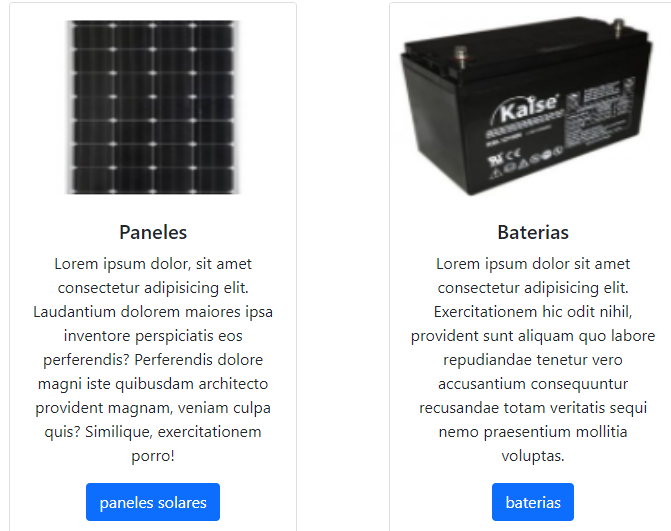 Kaise
Paneles
Lorem ipsum dolor, sit amet
consectetur adipisicing elit.
Laudantium dolorem maiores ipsa
inventore perspiciatis eos
perferendis? Perferendis dolore
magni iste quibusdam architecto
provident magnam, veniam culpa
quis? Similique, exercitationem
porro!
paneles solares
Baterias
Lorem ipsum dolor sit amet
consectetur adipisicing elit.
Exercitationem hic odit nihil,
provident sunt aliquam quo labore
repudiandae tenetur vero
accusantium consequuntur
recusandae totam veritatis sequi
nemo praesentium mollitia
voluptas.
baterias